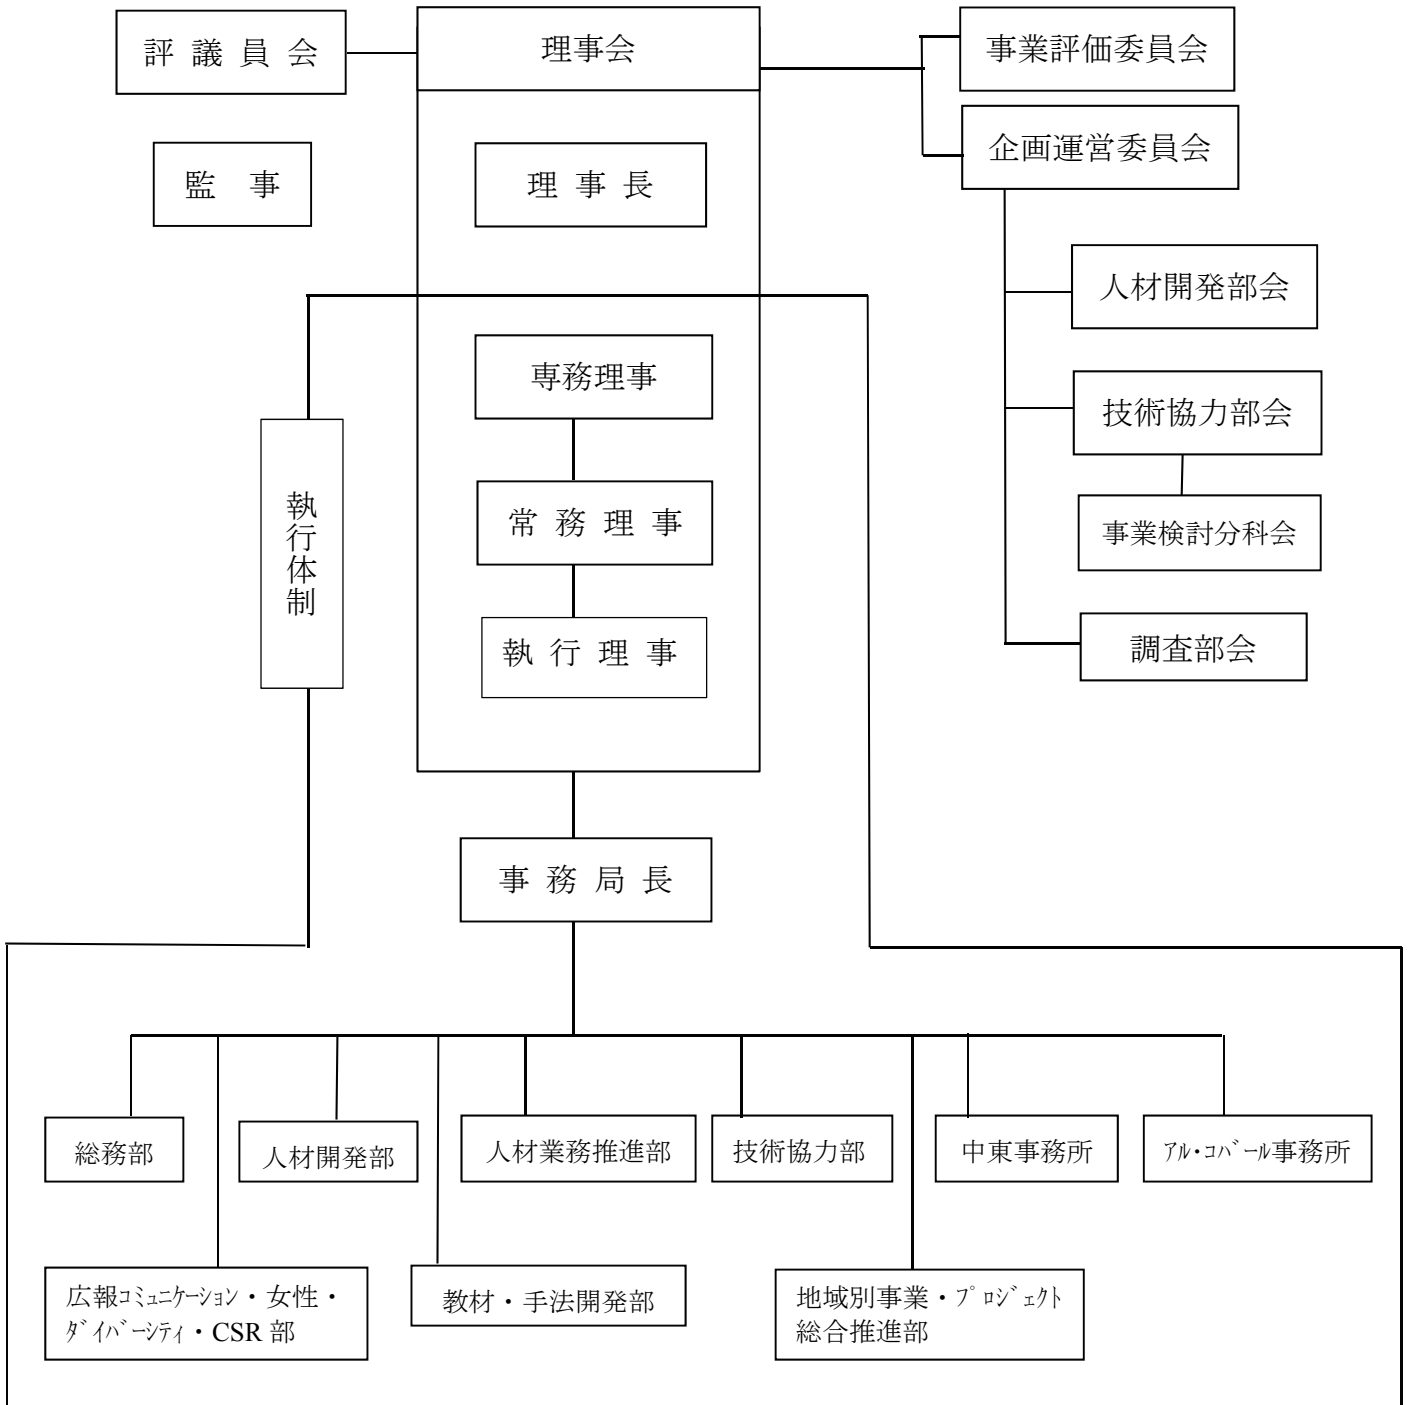 評議員会
理事会
事業評価委員会
企画運営委員会
監　事
理事長
人材開発部会
専務理事
技術協力部会
執行体制
常務理事
事業検討分科会
執行理事
調査部会
事務局長
総務部
人材開発部
人材業務推進部
技術協力部
中東事務所
ｱﾙ・ｺﾊﾞｰﾙ事務所
広報ｺﾐｭﾆｹｰｼｮﾝ・女性・
ﾀﾞｲﾊﾞｰｼﾃｨ・CSR 部
教材・手法開発部
地域別事業・ﾌﾟﾛｼﾞｪｸﾄ
総合推進部